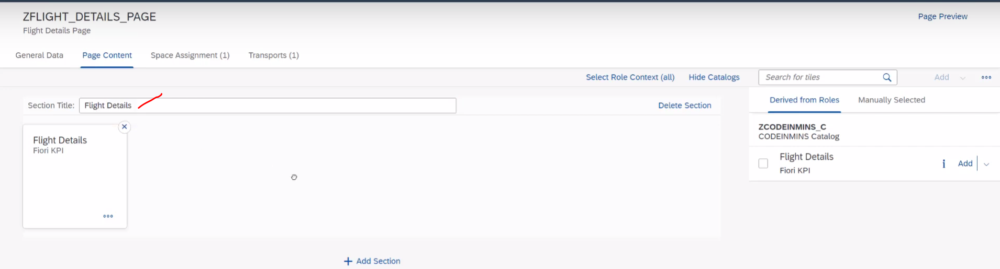 ZFLIGHT_DETAILS_PAGE
Page Preview
Flight Details Page
General Data Page Content Space Assignment (1) Transports (1)
Select Role Context (all) Hide Catalogs Search for tiles Add
Derived from Roles Manually Selected
Section Title: Flight Details Delete Section
ZCODEINMINS_C
CODEINMINS Catalog
Flight Details
Fiori KPI
Flight Details
Fiori KPI
i Add
+ Add Section